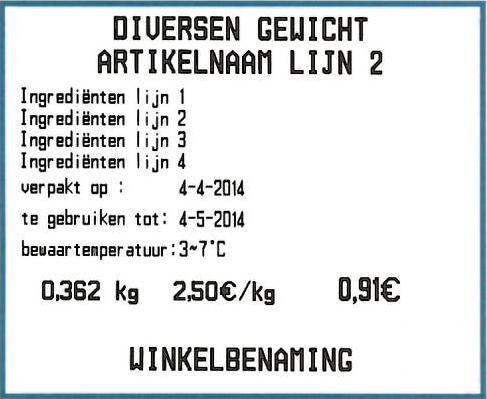 DIVERSEN GEWICHT
ARTIKELNAAM LIJN 2
Ingrediënten lijn 1
Ingrediënten lijn 2
Ingrediënten lijn 3
Ingrediënten lijn 4
verpakt op : 4-4-2014
te gebruiken tot: 4-5-2014
bewaartemperatuur:3~7°C
0,362 kg 2,50€/kg 0,91€
WINKELBENAMING